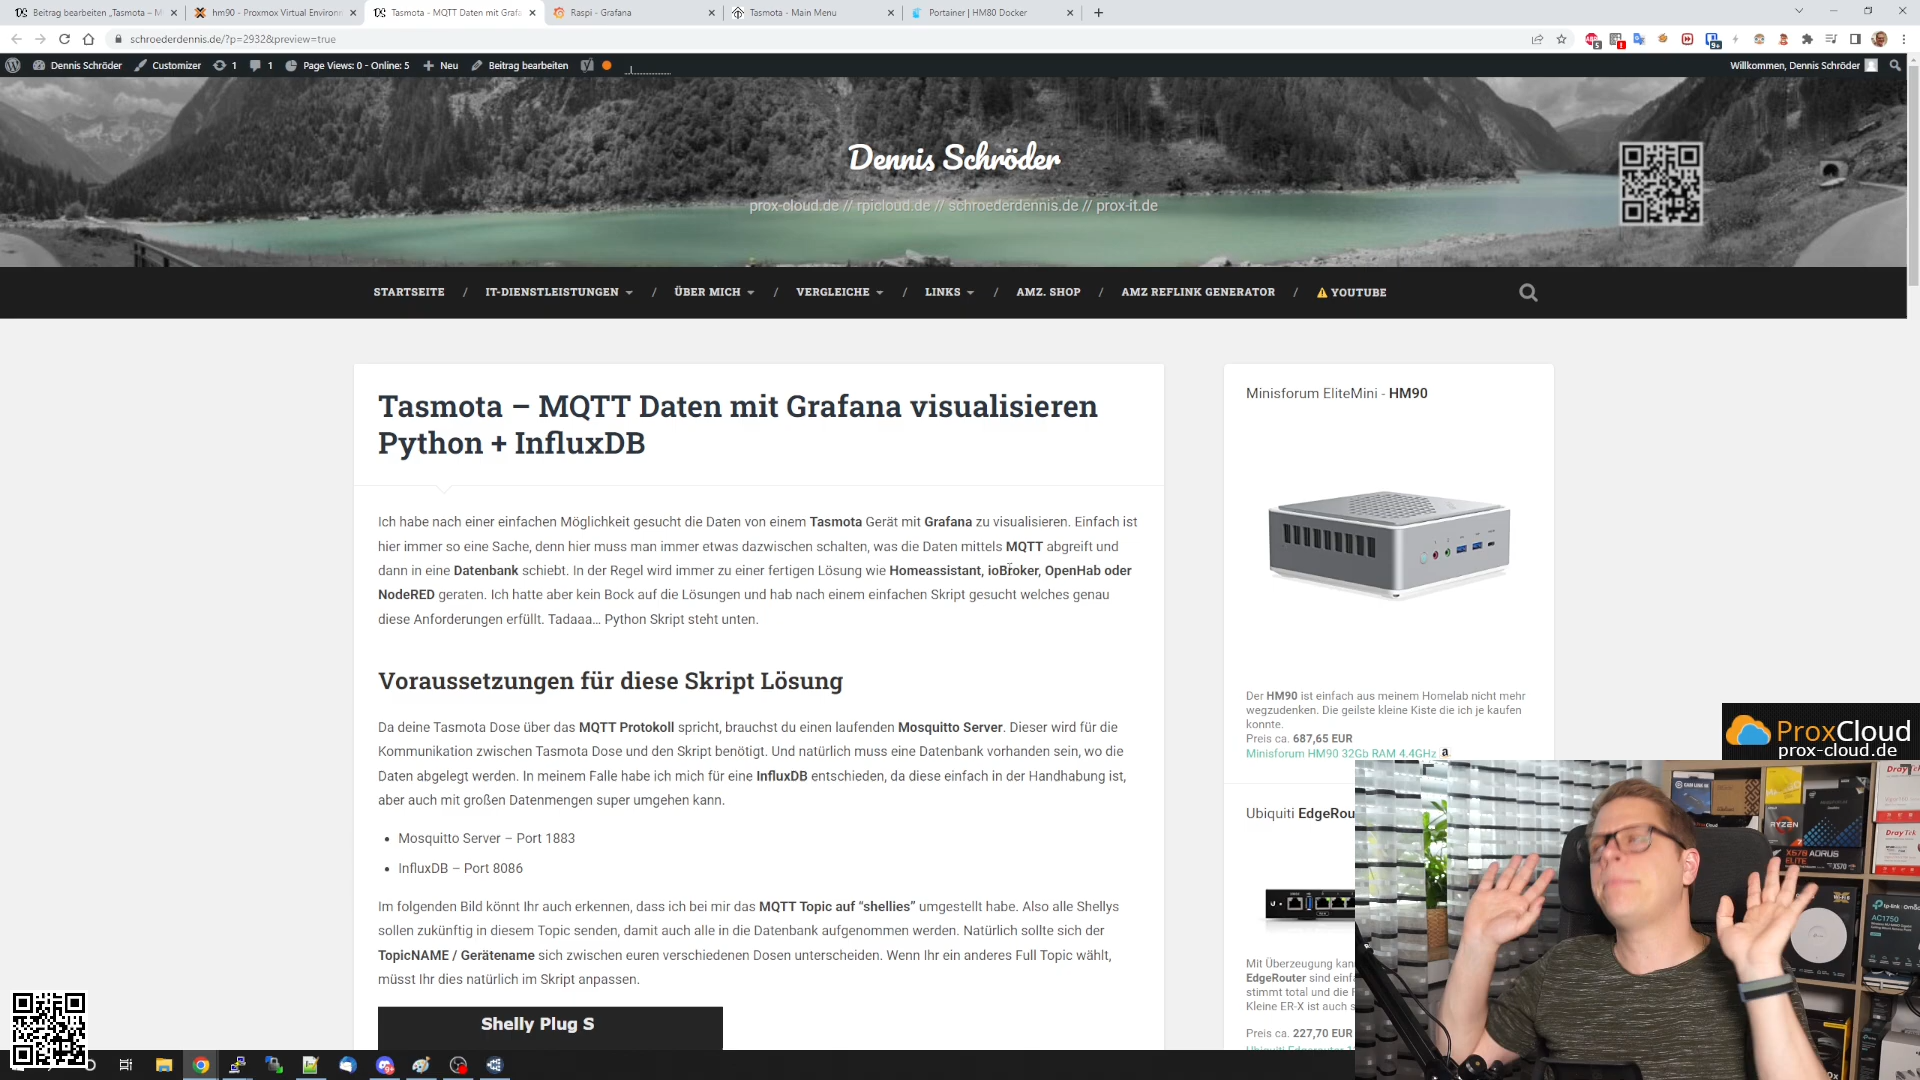 Beitrag bearbeiten „Tasmota – M
hm90 - Proxmox Virtual Environm
Tasmota - MQTT Daten mit Grafa
Raspi - Grafana
Tasmota - Main Menu
Portainer | HM80 Docker
schroederdennis.de/?p=2932&preview=true
Dennis Schröder
Customizer
1
1
Page Views: 0 - Online: 5
Neu
Beitrag bearbeiten
Willkommen, Dennis Schröder
Dennis Schröder
prox-cloud.de // rpicloud.de // schroederdennis.de // prox-it.de
STARTSEITE / IT-DIENSTLEISTUNGEN / ÜBER MICH / VERGLEICHE / LINKS / AMZ. SHOP / AMZ REFLINK GENERATOR / YOUTUBE
Tasmota – MQTT Daten mit Grafana visualisieren
Python + InfluxDB
Ich habe nach einer einfachen Möglichkeit gesucht die Daten von einem Tasmota Gerät mit Grafana zu visualisieren. Einfach ist
hier immer so eine Sache, denn hier muss man immer etwas dazwischen schalten, was die Daten mittels MQTT abgreift und
dann in eine Datenbank schiebt. In der Regel wird immer zu einer fertigen Lösung wie Homeassistant, ioBroker, OpenHab oder
NodeRED geraten. Ich hatte aber kein Bock auf die Lösungen und hab nach einem einfachen Skript gesucht welches genau
diese Anforderungen erfüllt. Tadaaa… Python Skript steht unten.
Voraussetzungen für diese Skript Lösung
Da deine Tasmota Dose über das MQTT Protokoll spricht, brauchst du einen laufenden Mosquitto Server. Dieser wird für die
Kommunikation zwischen Tasmota Dose und den Skript benötigt. Und natürlich muss eine Datenbank vorhanden sein, wo die
Daten abgelegt werden. In meinem Falle habe ich mich für eine InfluxDB entschieden, da diese einfach in der Handhabung ist,
aber auch mit großen Datenmengen super umgehen kann.
• Mosquitto Server – Port 1883
• InfluxDB – Port 8086
Im folgenden Bild könnt Ihr auch erkennen, dass ich bei mir das MQTT Topic auf “shellies” umgestellt habe. Also alle Shellys
sollen zukünftig in diesem Topic senden, damit auch alle in die Datenbank aufgenommen werden. Natürlich sollte sich der
TopicNAME / Gerätename sich zwischen euren verschiedenen Dosen unterscheiden. Wenn Ihr ein anderes Full Topic wählt,
müsst Ihr dies natürlich im Skript anpassen.
Shelly Plug S
Minisforum EliteMini - HM90
Der HM90 ist einfach aus meinem Homelab nicht mehr
wegzudenken. Die geilste kleine Kiste die ich je kaufen
konnte.
Preis ca. 687,65 EUR
Minisforum HM90 32Gb RAM 4,4GHz
Ubiquiti EdgeRou
Mit Überzeugung kan
EdgeRouter sind einf
stimmt total und die
Kleine ER-X ist auch s
Preis ca. 227,70 EUR
ProxCloud
prox-cloud.de
RYZEN
X570 AORUS
ELITE
DrayTek
tp-link
AC1750